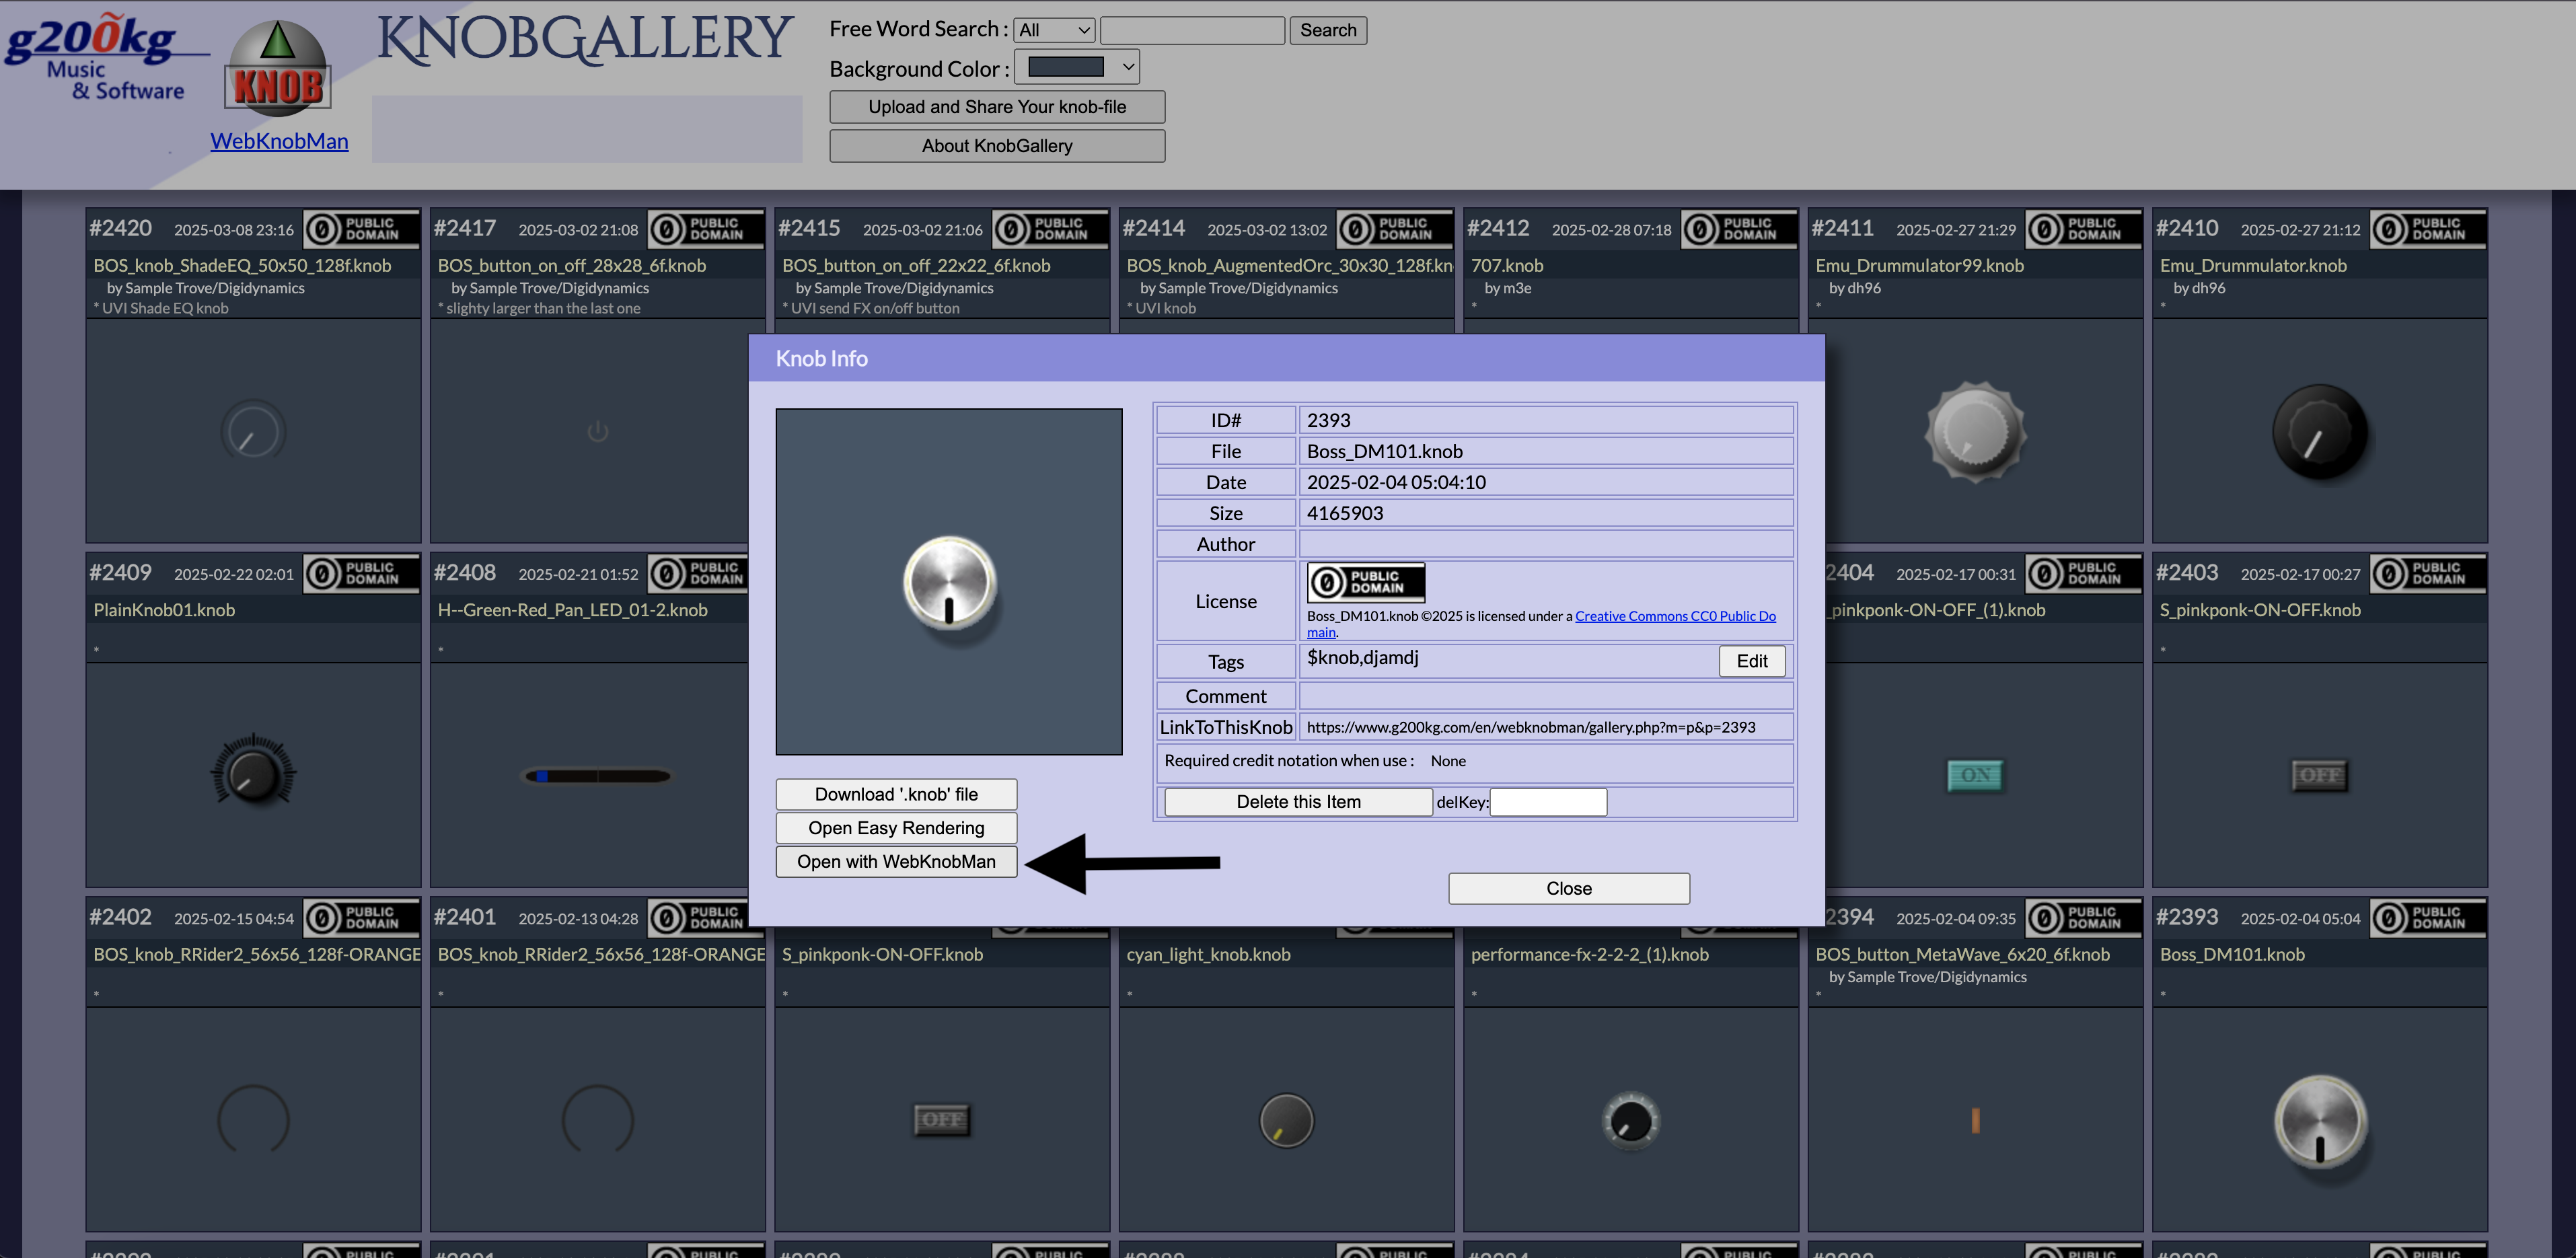 g200kg
Music
& Software
KNOB
WebKnobMan
KNOBGALLERY
Free Word Search : All Search
Background Color :
Upload and Share Your knob-file
About KnobGallery
#2420 2025-03-08 23:16 PUBLIC DOMAIN
BOS_knob_ShadeEQ_50x50_128f.knob
by Sample Trove/Digidynamics
* UVI Shade EQ knob
#2417 2025-03-02 21:08 PUBLIC DOMAIN
BOS_button_on_off_28x28_6f.knob
by Sample Trove/Digidynamics
* slighty larger than the last one
#2415 2025-03-02 21:06 PUBLIC DOMAIN
BOS_button_on_off_22x22_6f.knob
by Sample Trove/Digidynamics
* UVI send FX on/off button
#2414 2025-03-02 13:02 PUBLIC DOMAIN
BOS_knob_AugmentedOrc_30x30_128f.kn
by Sample Trove/Digidynamics
* UVI knob
#2412 2025-02-28 07:18 PUBLIC DOMAIN
707.knob
by m3e
*
#2411 2025-02-27 21:29 PUBLIC DOMAIN
Emu_Drummulator99.knob
by dh96
*
#2410 2025-02-27 21:12 PUBLIC DOMAIN
Emu_Drummulator.knob
by dh96
*
Knob Info
ID# 2393
File Boss_DM101.knob
Date 2025-02-04 05:04:10
Size 4165903
Author
License PUBLIC DOMAIN
Boss_DM101.knob ©2025 is licensed under a Creative Commons CC0 Public Do
main.
Tags $knob,djamdj Edit
Comment
LinkToThisKnob https://www.g200kg.com/en/webknobman/gallery.php?m=p&p=2393
Required credit notation when use : None
Delete this Item delKey:
Download '.knob' file
Open Easy Rendering
Open with WebKnobMan
Close
#2409 2025-02-22 02:01 PUBLIC DOMAIN
PlainKnob01.knob
*
#2408 2025-02-21 01:52 PUBLIC DOMAIN
H--Green-Red_Pan_LED_01-2.knob
*
2404 2025-02-17 00:31 PUBLIC DOMAIN
_pinkponk-ON-OFF_(1).knob
ON
#2403 2025-02-17 00:27 PUBLIC DOMAIN
S_pinkponk-ON-OFF.knob
*
OFF
#2402 2025-02-15 04:54 PUBLIC DOMAIN
BOS_knob_RRider2_56x56_128f-ORANGE
*
#2401 2025-02-13 04:28 PUBLIC DOMAIN
BOS_knob_RRider2_56x56_128f-ORANGE
*
S_pinkponk-ON-OFF.knob
*
OFF
cyan_light_knob.knob
*
performance-fx-2-2-2_(1).knob
*
2394 2025-02-04 09:35 PUBLIC DOMAIN
BOS_button_MetaWave_6x20_6f.knob
by Sample Trove/Digidynamics
*
#2393 2025-02-04 05:04 PUBLIC DOMAIN
Boss_DM101.knob
*